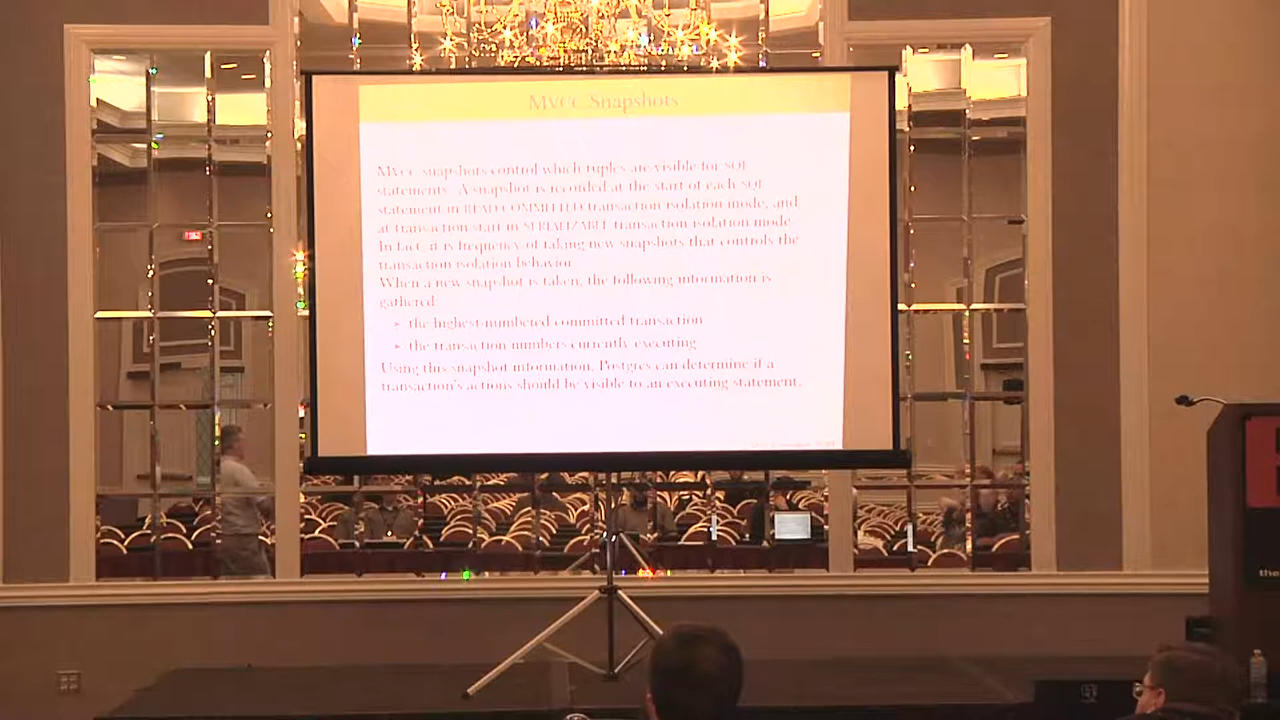 MVCC Snapshots
MVCC snapshots control which tuples are visible for SQL
statements. A snapshot is recorded at the start of each SQL
statement in READ COMMITTED transaction isolation mode, and
at transaction start in SERIALIZABLE transaction isolation mode.
In fact, it is frequency of taking new snapshots that controls the
transaction isolation behavior.
When a new snapshot is taken, the following information is
gathered:
➤ the highest-numbered committed transaction
➤ the transaction numbers currently executing
Using this snapshot information, Postgres can determine if a
transaction's actions should be visible to an executing statement.
the